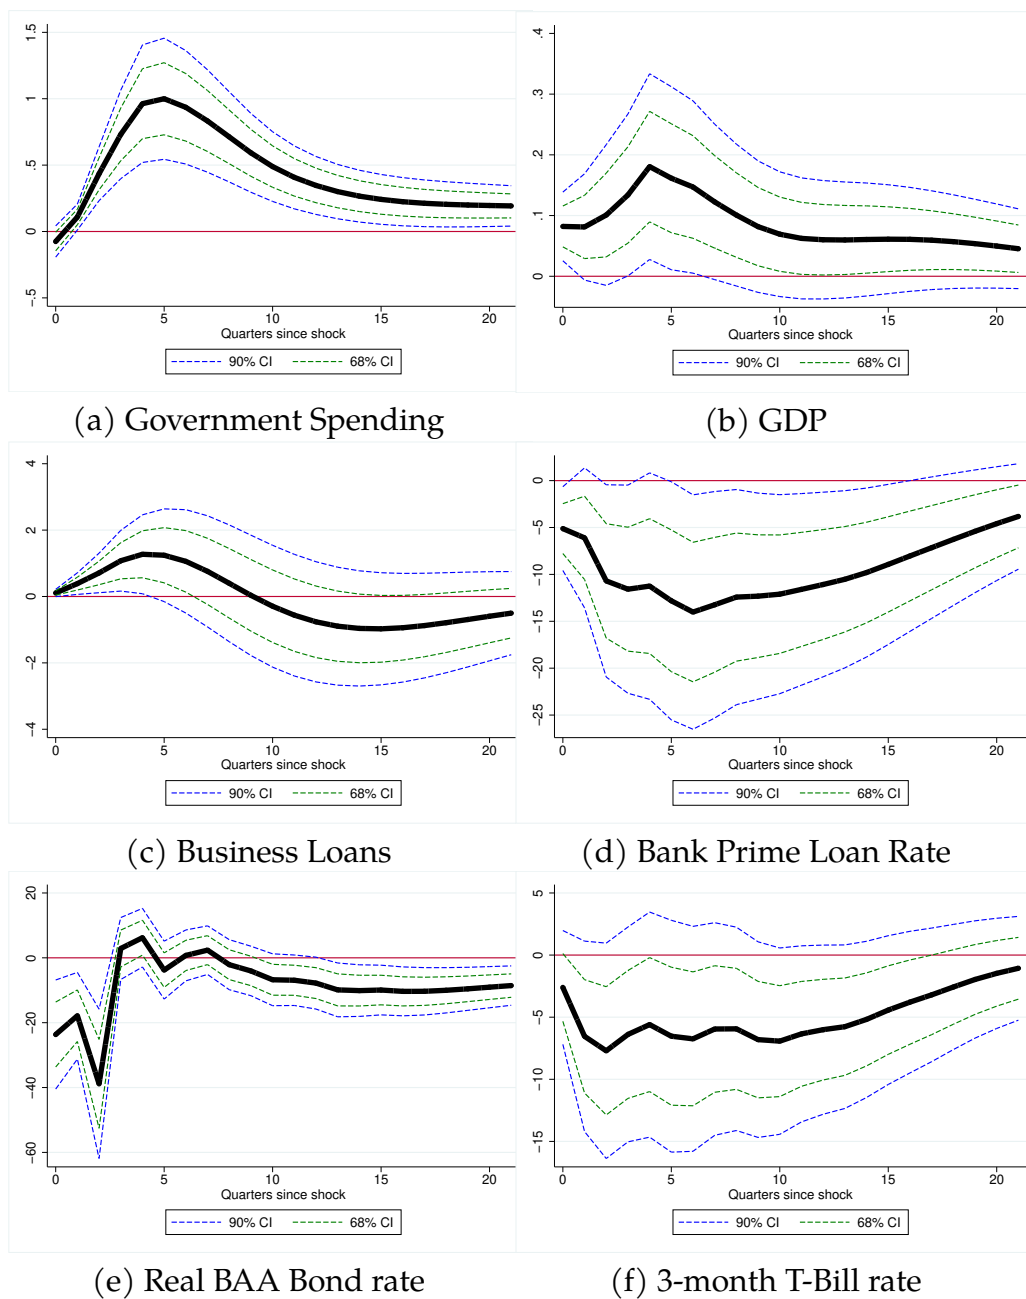 1.5
1
.5
0
-.5
0 5 10 15 20
Quarters since shock
90% CI 68% CI
(a) Government Spending
.4
.3
.2
.1
0
0 5 10 15 20
Quarters since shock
90% CI 68% CI
(b) GDP
4
2
0
-2
-4
0 5 10 15 20
Quarters since shock
90% CI 68% CI
(c) Business Loans
0
-5
-10
-15
-20
-25
0 5 10 15 20
Quarters since shock
90% CI 68% CI
(d) Bank Prime Loan Rate
20
0
-20
-40
-60
0 5 10 15 20
Quarters since shock
90% CI 68% CI
(e) Real BAA Bond rate
5
0
-5
-10
-15
0 5 10 15 20
Quarters since shock
90% CI 68% CI
(f) 3-month T-Bill rate